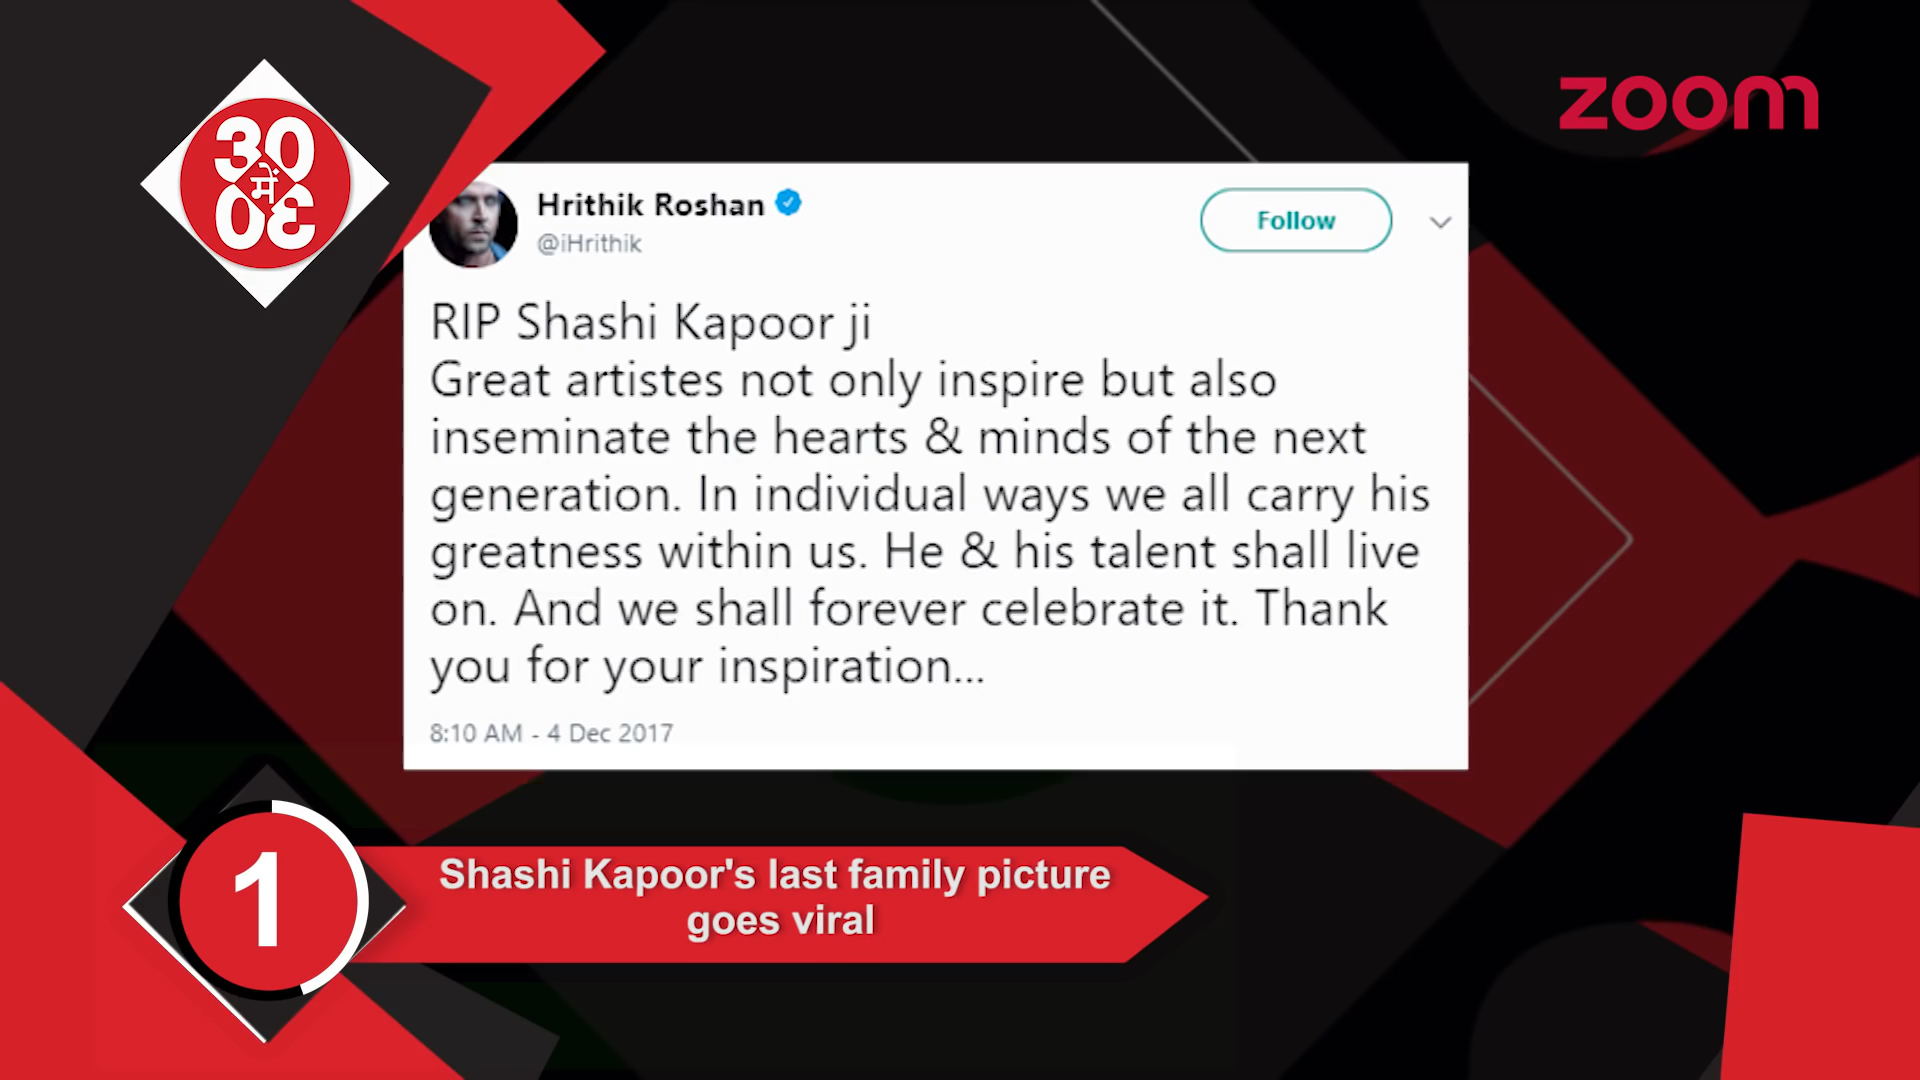 30
में
30
zoom
Hrithik Roshan
@iHrithik
Follow
RIP Shashi Kapoor ji
Great artistes not only inspire but also
inseminate the hearts & minds of the next
generation. In individual ways we all carry his
greatness within us. He & his talent shall live
on. And we shall forever celebrate it. Thank
you for your inspiration...
8:10 AM - 4 Dec 2017
1
Shashi Kapoor's last family picture
goes viral